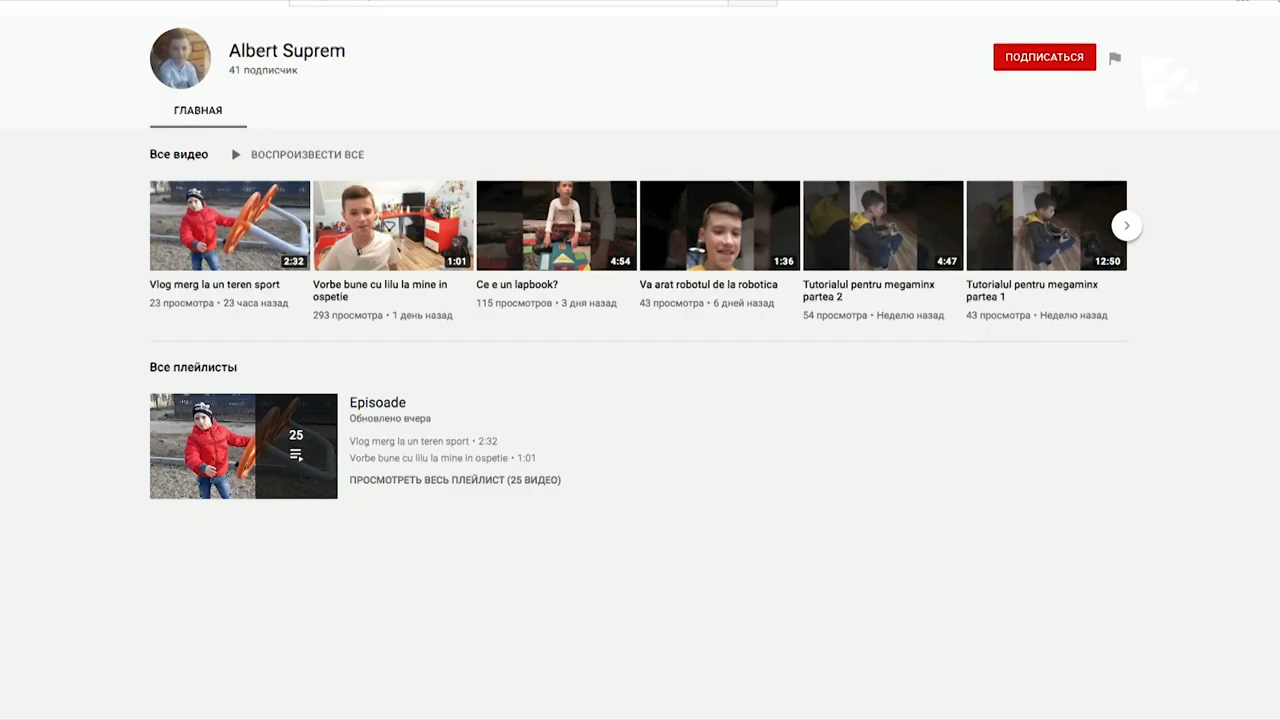 Albert Suprem
41 подписчик
ПОДПИСАТЬСЯ
ГЛАВНАЯ
Все видео
ВОСПРОИЗВЕСТИ ВСЕ
2:32
1:01
4:54
1:36
4:47
12:50
Vlog merg la un teren sport
23 просмотра • 23 часа назад
Vorbe bune cu lilu la mine in
ospetie
293 просмотра • 1 день назад
Ce e un lapbook?
115 просмотров • 3 дня назад
Va arat robotul de la robotica
43 просмотра • 6 дней назад
Tutorialul pentru megaminx
partea 2
54 просмотра • Неделю назад
Tutorialul pentru megaminx
partea 1
43 просмотра • Неделю назад
Все плейлисты
25
Episoade
Обновлено вчера
Vlog merg la un teren sport • 2:32
Vorbe bune cu lilu la mine in ospetie • 1:01
ПРОСМОТРЕТЬ ВЕСЬ ПЛЕЙЛИСТ (25 ВИДЕО)